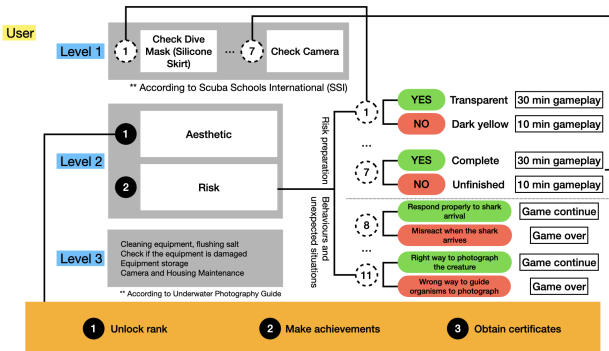 User
Level 1
1
Check Dive
Mask (Silicone
Skirt)
...
7
Check Camera
** According to Scuba Schools International (SSI)
Level 2
1
Aesthetic
2
Risk
Level 3
Cleaning equipment, flushing salt
Check if the equipment is damaged
Equipment storage
Camera and Housing Maintenance
** According to Underwater Photography Guide
Risk preparation
Behaviours and
unexpected situations
1
YES
Transparent
30 min gameplay
NO
Dark yellow
10 min gameplay
...
7
YES
Complete
30 min gameplay
NO
Unfinished
10 min gameplay
8
Respond properly to shark
arrival
Game continue
Misreact when the shark
arrives
Game over
...
11
Right way to photograph
the creature
Game continue
Wrong way to guide
organisms to photograph
Game over
1 Unlock rank
2 Make achievements
3 Obtain certificates